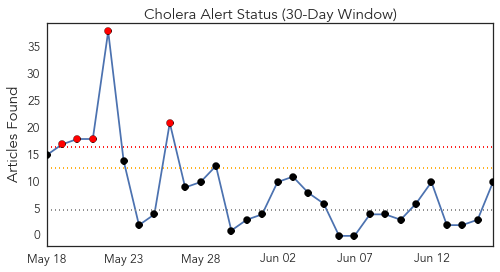 Cholera Alert Status (30-Day Window)
Articles Found
35
30
25
20
15
10
5
0
May 18 May 23 May 28 Jun 02 Jun 07 Jun 12